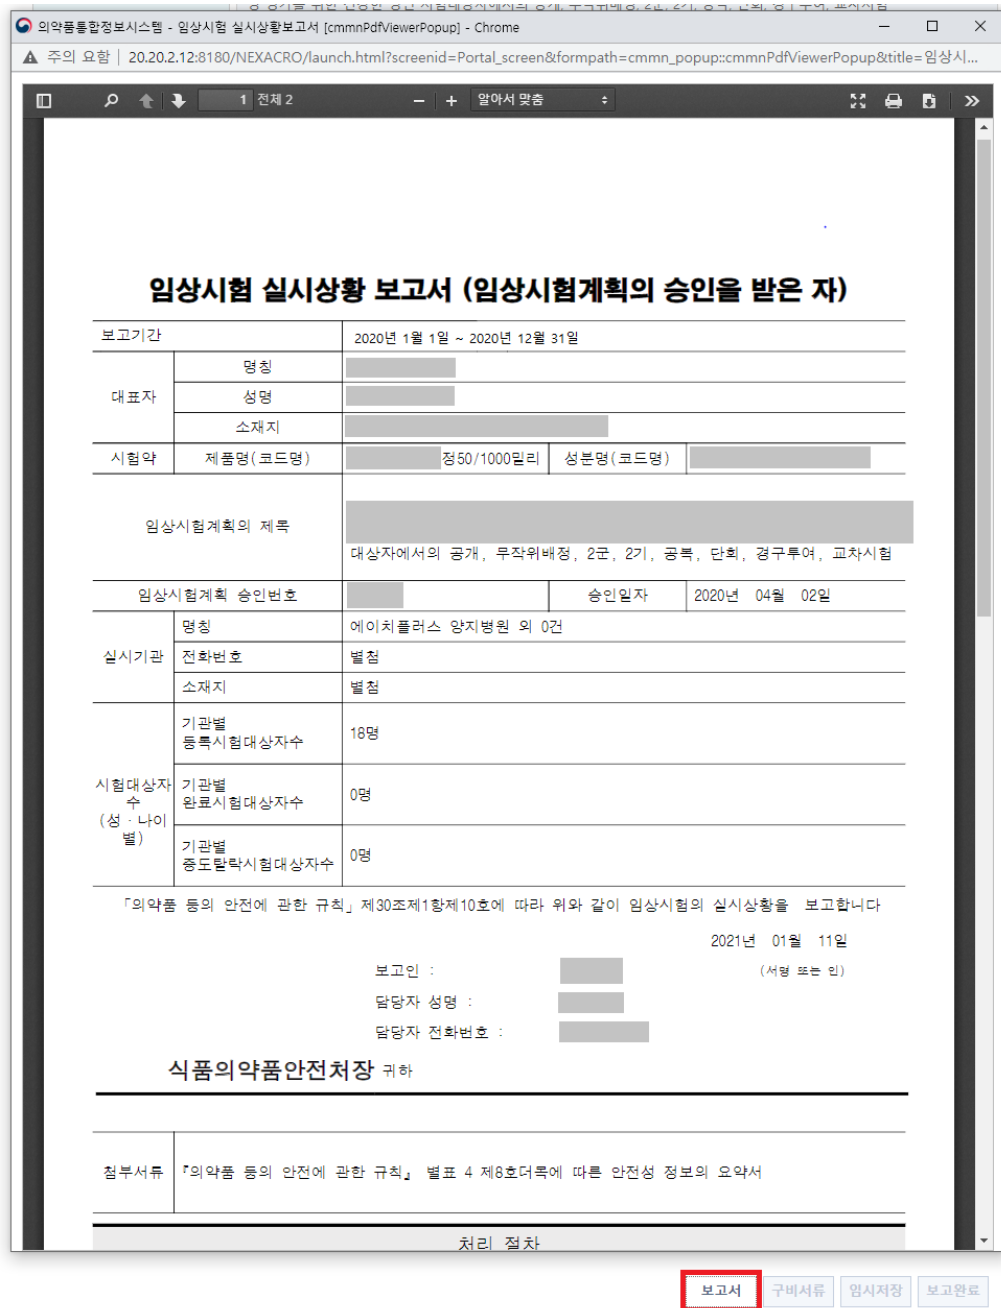 의약품통합정보시스템 - 임상시험 실시상황보고서 [cmmnPdfViewerPopup] - Chrome
주의 요함 | 20.20.2.12:8180/NEXACRO/launch.html?screenid=Portal_screen&formpath=cmmn_popup::cmmnPdfViewerPopup&title=임상시...
1 전체 2
알아서 맞춤
임상시험 실시상황 보고서 (임상시험계획의 승인을 받은 자)
보고기간 2020년 1월 1일 ~ 2020년 12월 31일
대표자
명칭
성명
소재지
시험약 제품명(코드명) 정50/1000밀리 성분명(코드명)
임상시험계획의 제목
대상자에서의 공개, 무작위배정, 2군, 2기, 공복, 단회, 경구투여, 교차시험
임상시험계획 승인번호 승인일자 2020년 04월 02일
실시기관
명칭 에이치플러스 양지병원 외 0건
전화번호 별첨
소재지 별첨
시험대상자
수
(성·나이
별)
기관별
등록시험대상자수 18명
기관별
완료시험대상자수 0명
기관별
중도탈락시험대상자수 0명
「의약품 등의 안전에 관한 규칙」제30조제1항제10호에 따라 위와 같이 임상시험의 실시상황을 보고합니다
2021년 01월 11일
보고인 : (서명 또는 인)
담당자 성명 :
담당자 전화번호 :
식품의약품안전처장 귀하
첨부서류 『의약품 등의 안전에 관한 규칙』 별표 4 제8호더목에 따른 안전성 정보의 요약서
처리 절차
보고서 구비서류 임시저장 보고완료